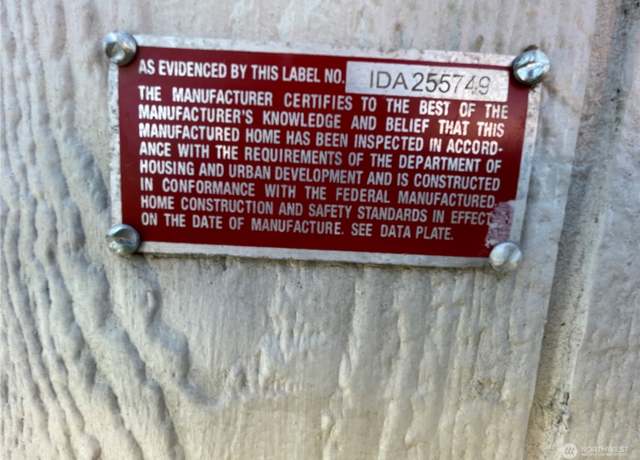 AS EVIDENCED BY THIS LABEL NO. IDA255749
THE MANUFACTURER CERTIFIES TO THE BEST OF THE
MANUFACTURER'S KNOWLEDGE AND BELIEF THAT THIS
MANUFACTURED HOME HAS BEEN INSPECTED IN ACCORD-
ANCE WITH THE REQUIREMENTS OF THE DEPARTMENT OF
HOUSING AND URBAN DEVELOPMENT AND IS CONSTRUCTED
IN CONFORMANCE WITH THE FEDERAL MANUFACTURED
HOME CONSTRUCTION AND SAFETY STANDARDS IN EFFECT
ON THE DATE OF MANUFACTURE. SEE DATA PLATE.
NORTHWEST